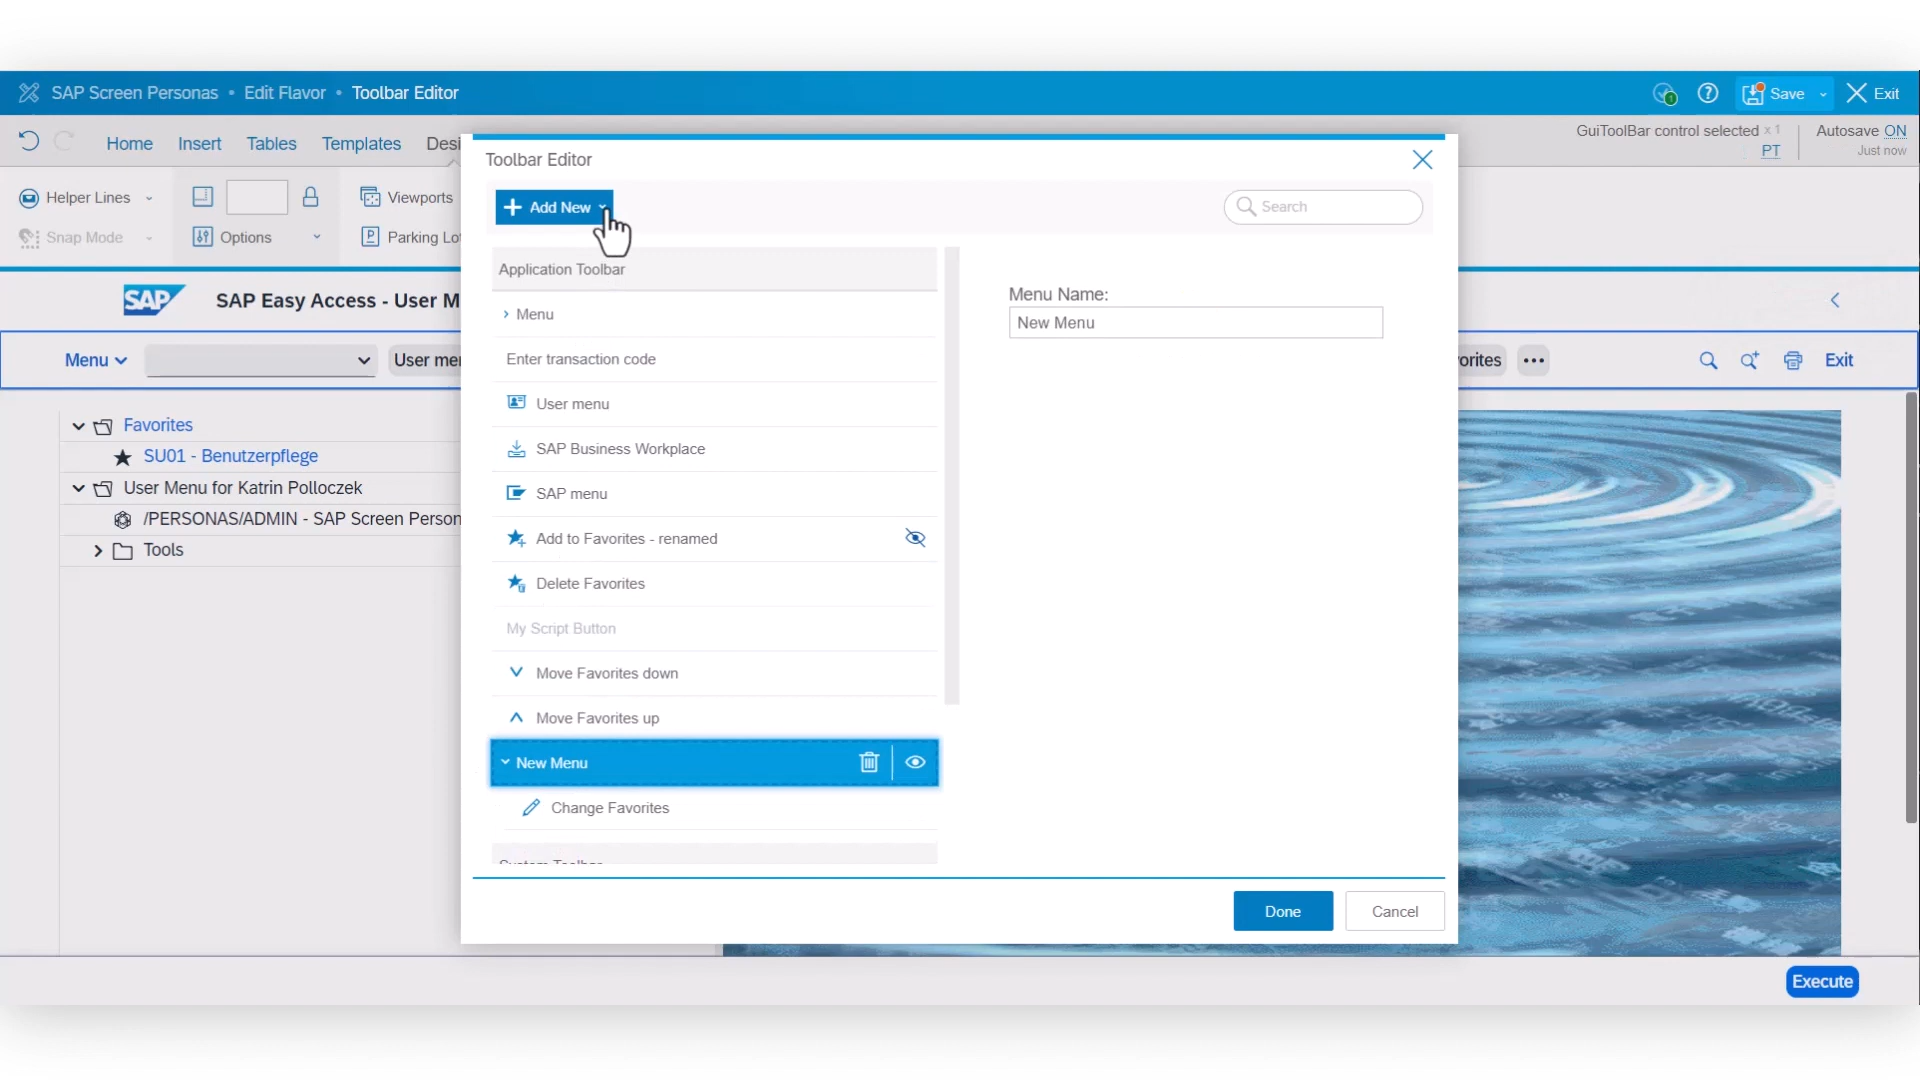 SAP Screen Personas • Edit Flavor • Toolbar Editor
1
Save
Exit
Home
Insert
Tables
Templates
Desi
GuiToolBar control selected x 1
PT
Autosave ON
Just now
Helper Lines
Snap Mode
Options
Viewports
Parking Lo
SAP
SAP Easy Access - User M
Menu
User me
orites
Exit
Favorites
SU01 - Benutzerpflege
User Menu for Katrin Polloczek
/PERSONAS/ADMIN - SAP Screen Person
Tools
Toolbar Editor
Add New
Search
Application Toolbar
Menu
Enter transaction code
User menu
SAP Business Workplace
SAP menu
Add to Favorites - renamed
Delete Favorites
My Script Button
Move Favorites down
Move Favorites up
New Menu
Change Favorites
Custom Toolbar
Menu Name:
New Menu
Done
Cancel
Execute